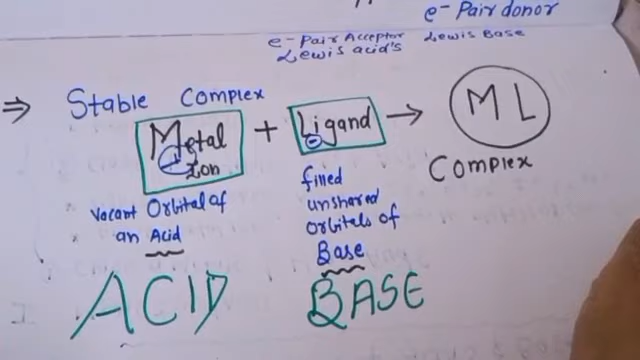 e- Pair donor
e- Pair Acceptor Lewis Base
Lewis acid's
⇒ Stable Complex
Metal + Ligand → ML
+ Ion -
Complex
vacant Orbital of
an Acid
filled
unshared
orbitals of
Base
ACID BASE